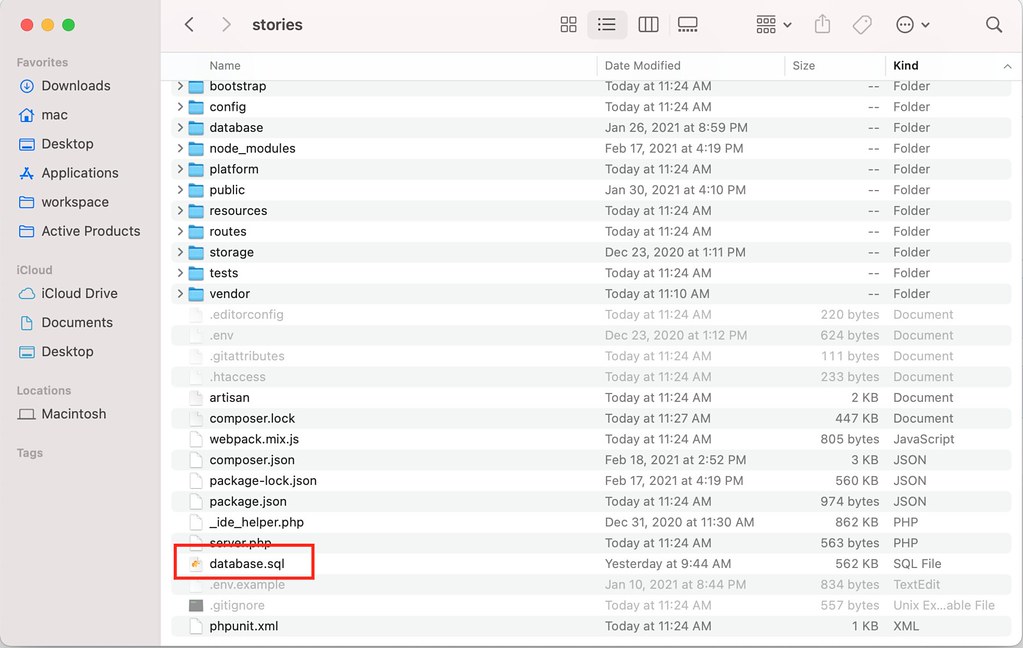 stories
Favorites
Downloads
mac
Desktop
Applications
workspace
Active Products
iCloud
iCloud Drive
Documents
Desktop
Locations
Macintosh
Tags
Name Date Modified Size Kind
bootstrap Today at 11:24 AM -- Folder
config Today at 11:24 AM -- Folder
database Jan 26, 2021 at 8:59 PM -- Folder
node_modules Feb 17, 2021 at 4:19 PM -- Folder
platform Today at 11:24 AM -- Folder
public Jan 30, 2021 at 4:10 PM -- Folder
resources Today at 11:24 AM -- Folder
routes Today at 11:24 AM -- Folder
storage Dec 23, 2020 at 1:11 PM -- Folder
tests Today at 11:24 AM -- Folder
vendor Today at 11:10 AM -- Folder
.editorconfig Today at 11:24 AM 220 bytes Document
.env Dec 23, 2020 at 1:12 PM 624 bytes Document
.gitattributes Today at 11:24 AM 111 bytes Document
.htaccess Today at 11:24 AM 233 bytes Document
artisan Today at 11:24 AM 2 KB Document
composer.lock Today at 11:27 AM 447 KB Document
webpack.mix.js Today at 11:24 AM 805 bytes JavaScript
composer.json Feb 18, 2021 at 2:52 PM 3 KB JSON
package-lock.json Feb 17, 2021 at 4:19 PM 560 KB JSON
package.json Today at 11:24 AM 974 bytes JSON
_ide_helper.php Dec 31, 2020 at 11:30 AM 862 KB PHP
server.php Today at 11:24 AM 563 bytes PHP
database.sql Yesterday at 9:44 AM 562 KB SQL File
.env.example Jan 10, 2021 at 8:44 PM 834 bytes TextEdit
.gitignore Today at 11:24 AM 557 bytes Unix Ex...able File
phpunit.xml Today at 11:24 AM 1 KB XML